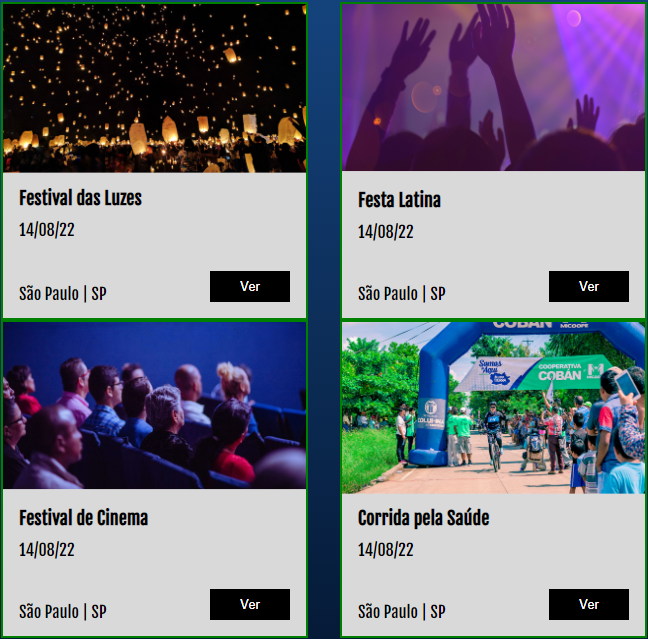 Festival das Luzes
14/08/22
São Paulo | SP
Ver
Festa Latina
14/08/22
São Paulo | SP
Ver
Festival de Cinema
14/08/22
São Paulo | SP
Ver
COBAN
MICOOPE
Somos
Aquí
COOPERATIVA
COBÁN
Corrida pela Saúde
14/08/22
São Paulo | SP
Ver